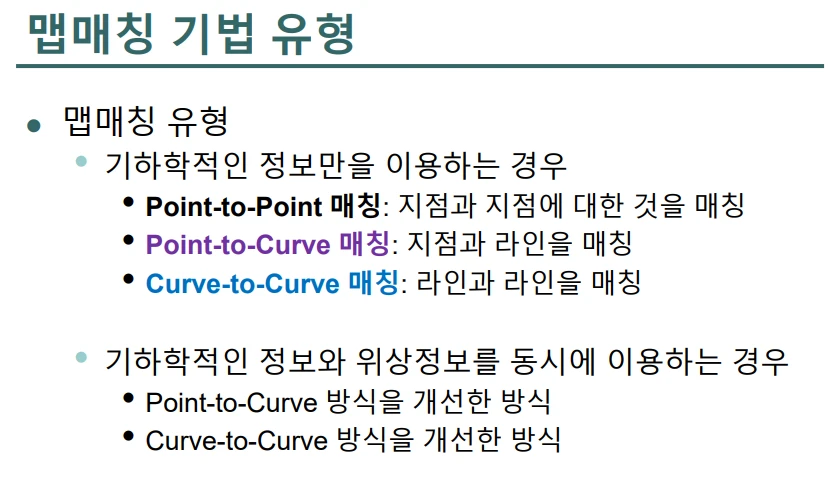 맵매칭 기법 유형
● 맵매칭 유형
● 기하학적인 정보만을 이용하는 경우
● Point-to-Point 매칭: 지점과 지점에 대한 것을 매칭
● Point-to-Curve 매칭: 지점과 라인을 매칭
● Curve-to-Curve 매칭: 라인과 라인을 매칭
● 기하학적인 정보와 위상정보를 동시에 이용하는 경우
● Point-to-Curve 방식을 개선한 방식
● Curve-to-Curve 방식을 개선한 방식